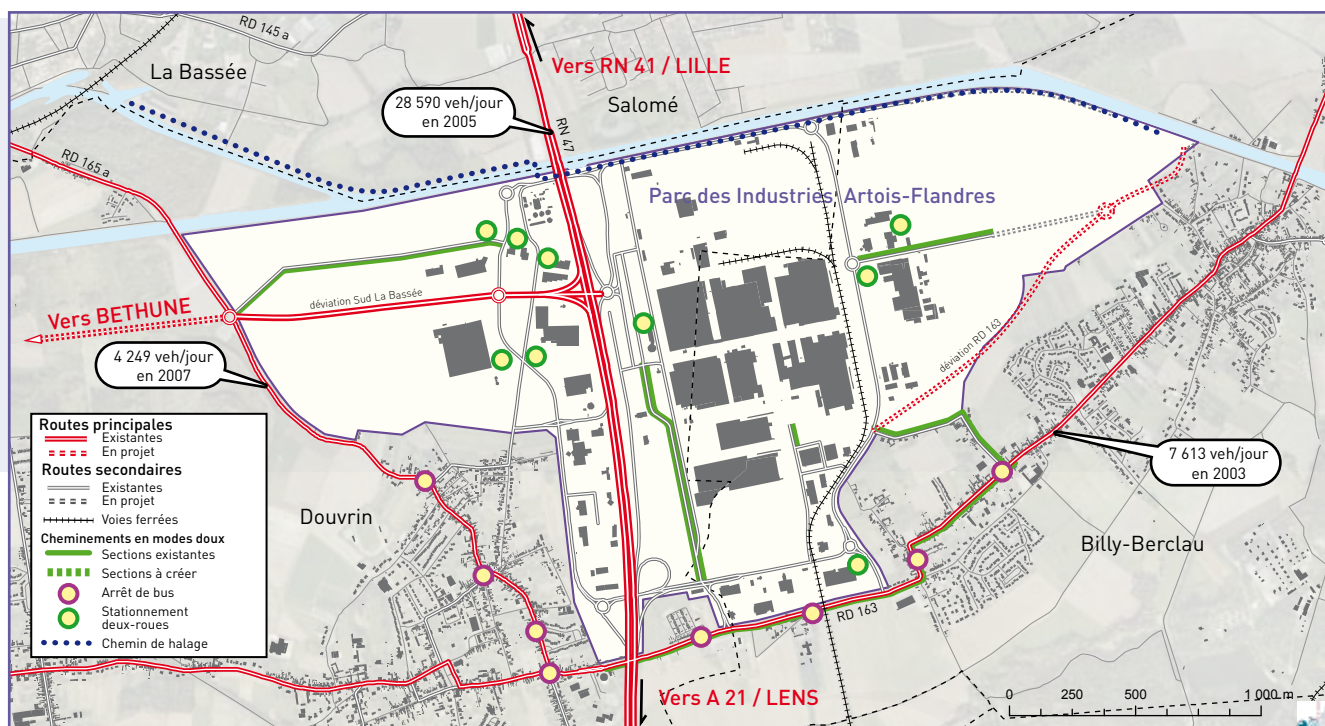 RD 145 a
La Bassée
Vers RN 41 / LILLE
Salomé
28 590 veh/jour
en 2005
RN 47
RD 165 a
Parc des Industries Artois-Flandres
déviation Sud La Bassée
Vers BETHUNE
4 249 veh/jour
en 2007
déviation RD 163
Routes principales
Existantes
En projet
Routes secondaires
Existantes
En projet
Voies ferrées
Cheminements en modes doux
Sections existantes
Sections à créer
Arrêt de bus
Stationnement
deux-roues
Chemin de halage
7 613 veh/jour
en 2003
Douvrin
Billy-Berclau
RD 163
Vers A 21 / LENS
0 250 500 1 000 m